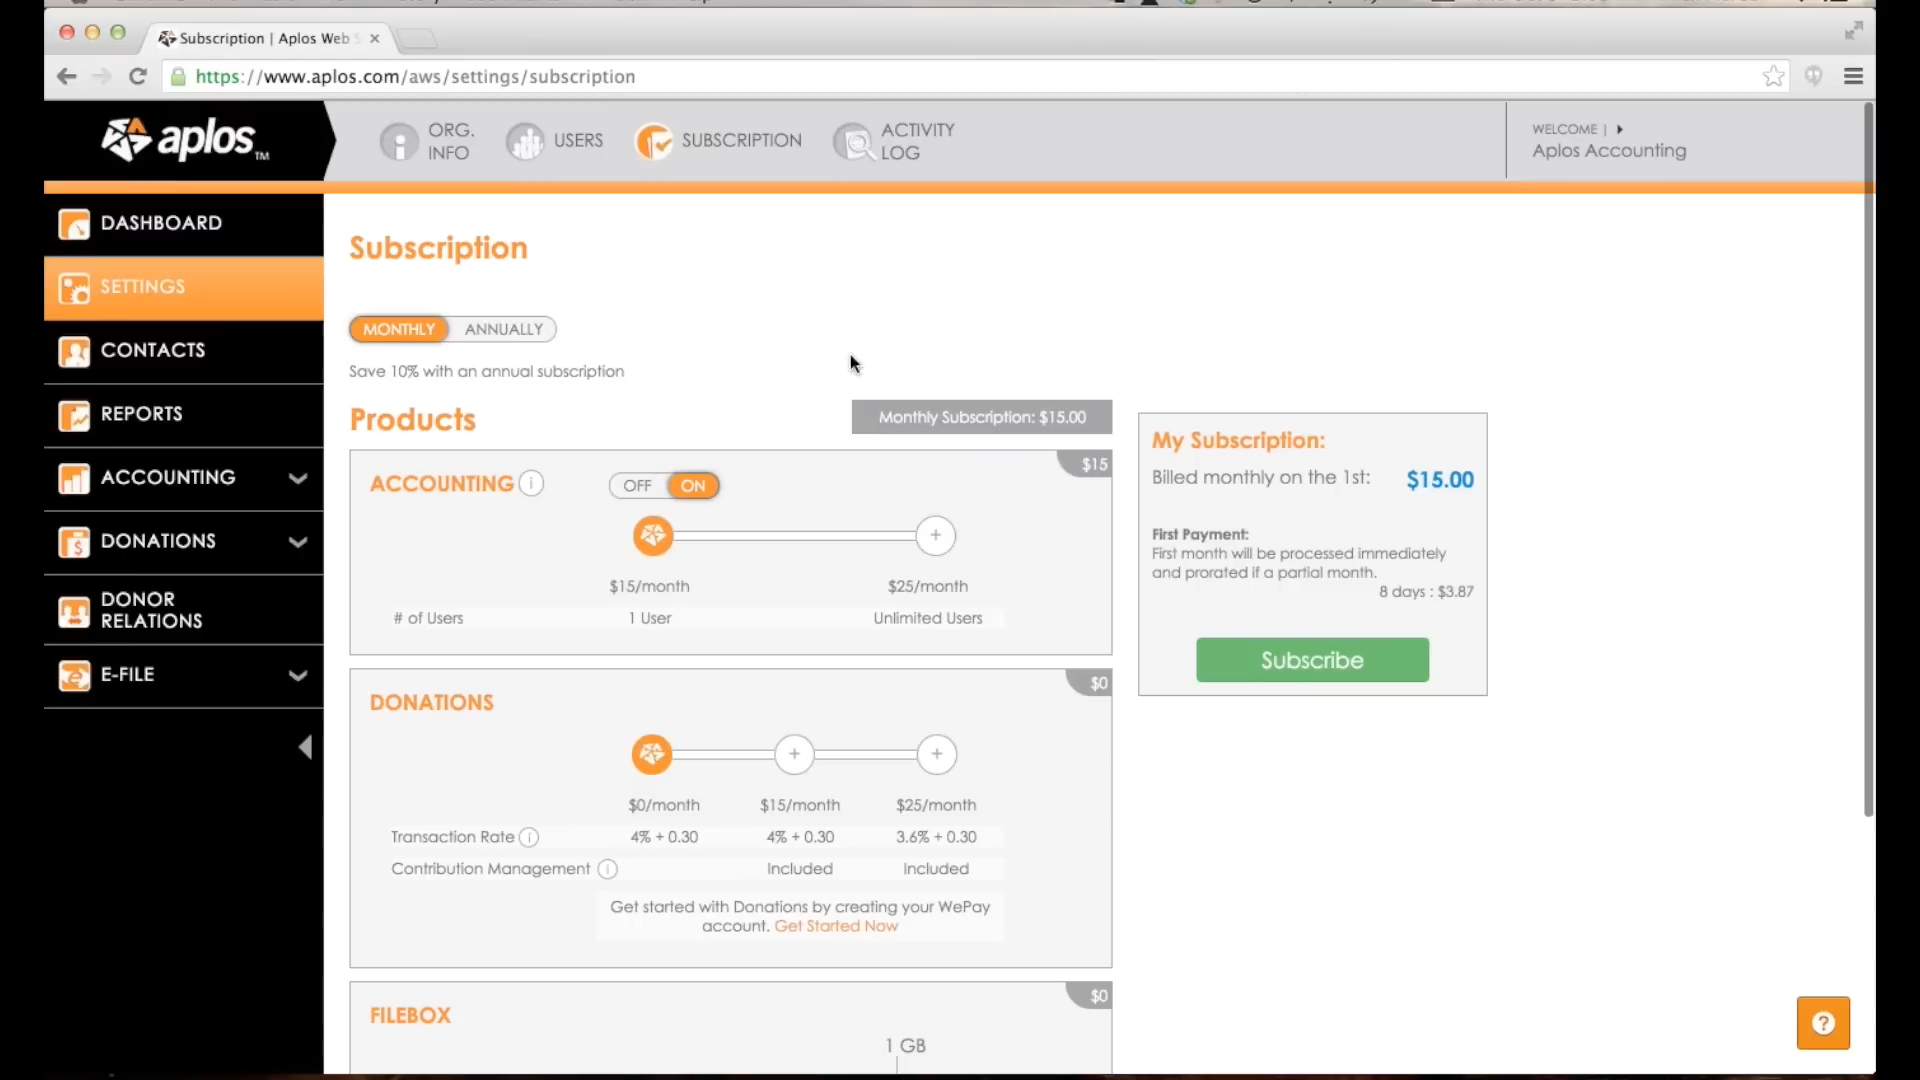 Subscription | Aplos Web S
https://www.aplos.com/aws/settings/subscription
aplos TM
ORG. INFO
USERS
SUBSCRIPTION
ACTIVITY LOG
WELCOME |
Aplos Accounting
DASHBOARD
SETTINGS
CONTACTS
REPORTS
ACCOUNTING
DONATIONS
DONOR
RELATIONS
E-FILE
Subscription
MONTHLY ANNUALLY
Save 10% with an annual subscription
Products
Monthly Subscription: $15.00
$15
ACCOUNTING i
OFF ON
+
$15/month $25/month
# of Users 1 User Unlimited Users
$0
DONATIONS
+ +
$0/month $15/month $25/month
Transaction Rate i 4% + 0.30 4% + 0.30 3.6% + 0.30
Contribution Management i Included Included
Get started with Donations by creating your WePay
account. Get Started Now
$0
FILEBOX
1 GB
My Subscription:
Billed monthly on the 1st: $15.00
First Payment:
First month will be processed immediately
and prorated if a partial month.
8 days : $3.87
Subscribe
?